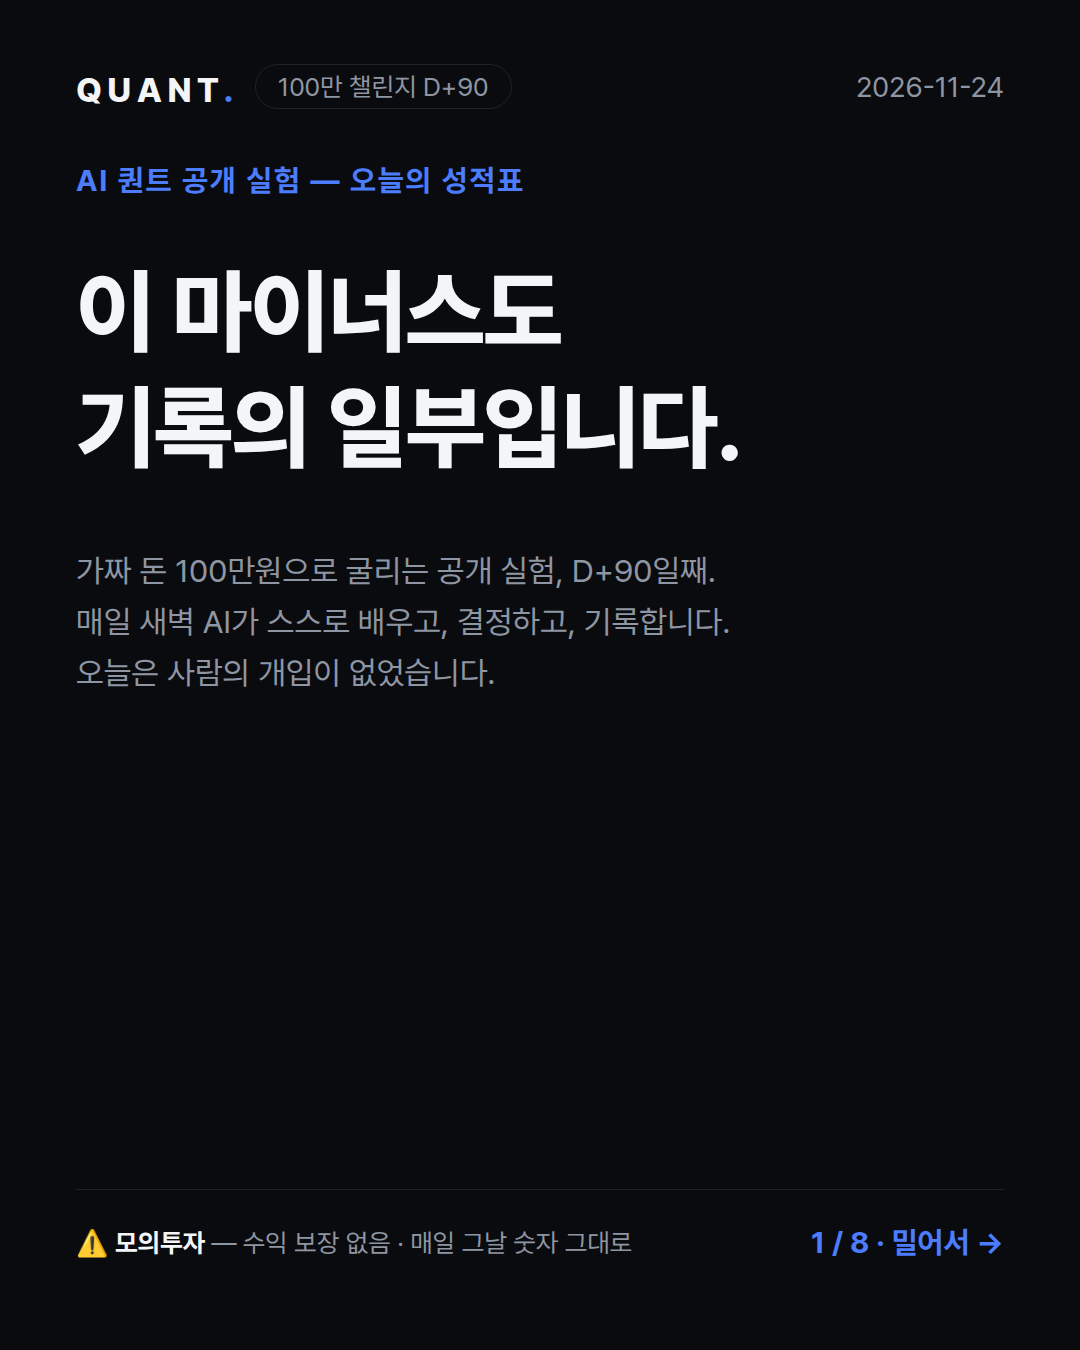 QUANT. 100만 챌린지 D+90 2026-11-24
AI 퀀트 공개 실험 — 오늘의 성적표
이 마이너스도
기록의 일부입니다.
가짜 돈 100만원으로 굴리는 공개 실험, D+90일째.
매일 새벽 AI가 스스로 배우고, 결정하고, 기록합니다.
오늘은 사람의 개입이 없었습니다.
⚠️ 모의투자 — 수익 보장 없음 · 매일 그날 숫자 그대로 1 / 8 · 밀어서 →